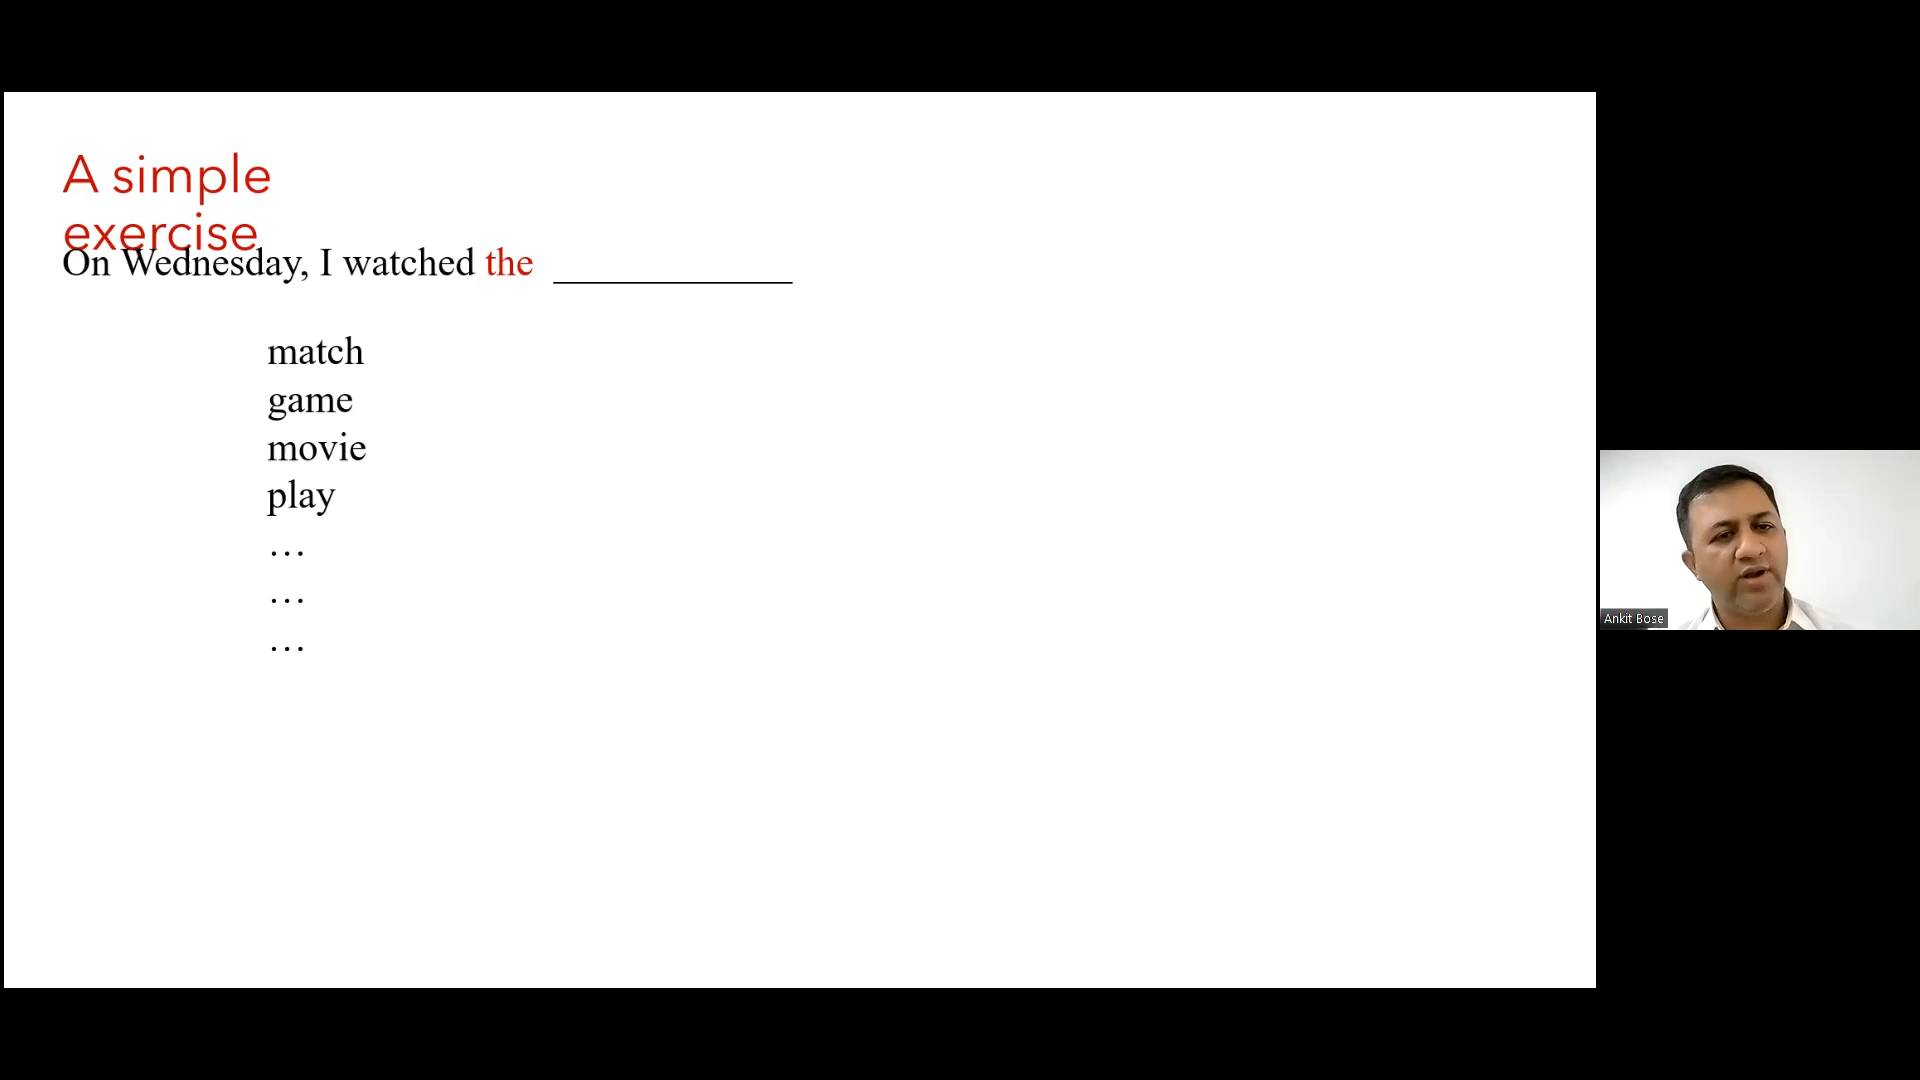 A simple
exercise
On Wednesday, I watched the ____________
match
game
movie
play
…
…
…
Ankit Bose